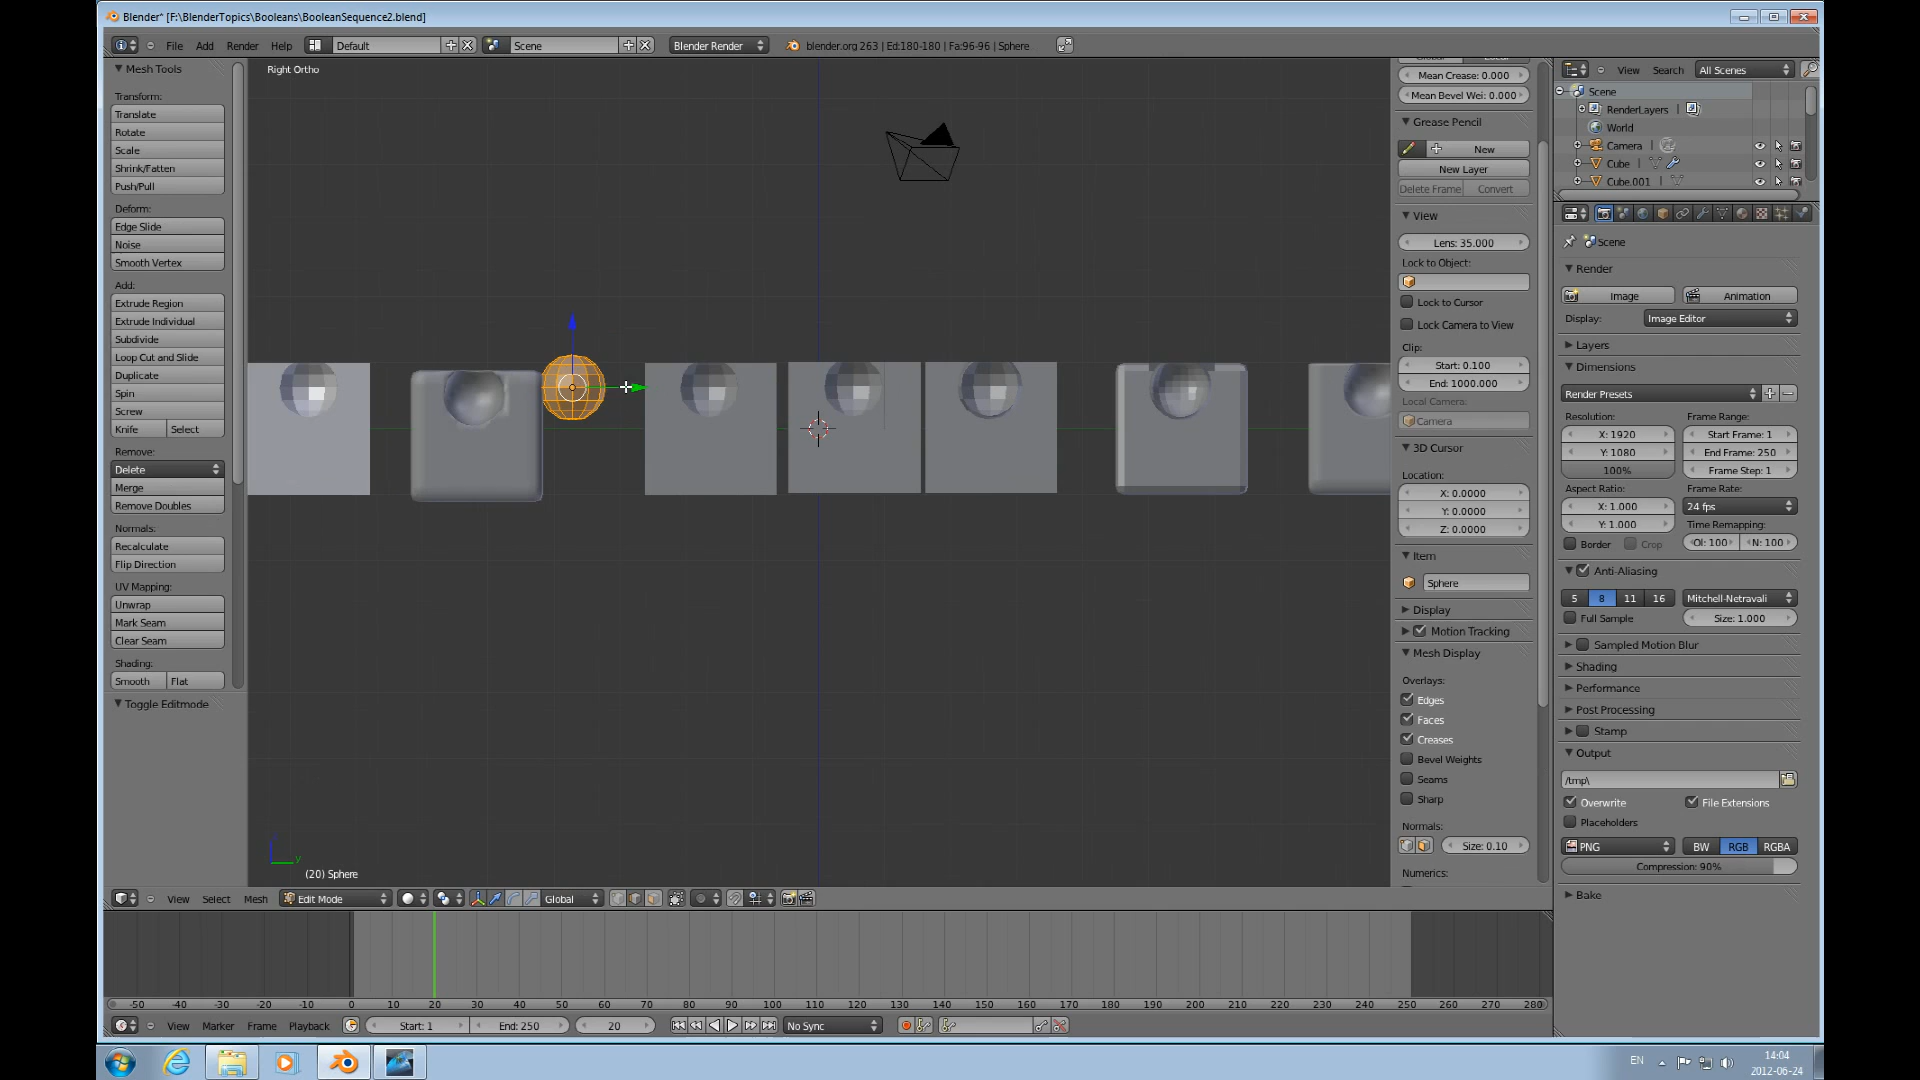 Blender* [F:\BlenderTopics\Booleans\BooleanSequence2.blend]
File Add Render Help Default Scene Blender Render blender.org 263 | Ed:180-180 | Fa:96-96 | Sphere
Mesh Tools
Transform:
Translate
Rotate
Scale
Shrink/Fatten
Push/Pull
Deform:
Edge Slide
Noise
Smooth Vertex
Add:
Extrude Region
Extrude Individual
Subdivide
Loop Cut and Slide
Duplicate
Spin
Screw
Knife Select
Remove:
Delete
Merge
Remove Doubles
Normals:
Recalculate
Flip Direction
UV Mapping:
Unwrap
Mark Seam
Clear Seam
Shading:
Smooth Flat
Toggle Editmode
Right Ortho
y
(20) Sphere
Mean Crease: 0.000
Mean Bevel Wei: 0.000
Grease Pencil
New
New Layer
Delete Frame Convert
View
Lens: 35.000
Lock to Object:
Lock to Cursor
Lock Camera to View
Clip:
Start: 0.100
End: 1000.000
Local Camera:
Camera
3D Cursor
Location:
X: 0.0000
Y: 0.0000
Z: 0.0000
Item
Sphere
Display
Motion Tracking
Mesh Display
Overlays:
Edges
Faces
Creases
Bevel Weights
Seams
Sharp
Normals:
Size: 0.10
Numerics:
View Search All Scenes
Scene
RenderLayers |
World
Camera |
Cube |
Cube.001 |
Scene
Render
Image Animation
Display: Image Editor
Layers
Dimensions
Render Presets
Resolution: Frame Range:
X: 1920 Start Frame: 1
Y: 1080 End Frame: 250
100% Frame Step: 1
Aspect Ratio: Frame Rate:
X: 1.000 24 fps
Y: 1.000 Time Remapping:
Border Crop Ol: 100 N: 100
Anti-Aliasing
5 8 11 16 Mitchell-Netravali
Full Sample Size: 1.000
Sampled Motion Blur
Shading
Performance
Post Processing
Stamp
Output
/tmp\
Overwrite File Extensions
Placeholders
PNG BW RGB RGBA
Compression: 90%
Bake
View Select Mesh Edit Mode Global
-50 -40 -30 -20 -10 0 10 20 30 40 50 60 70 80 90 100 110 120 130 140 150 160 170 180 190 200 210 220 230 240 250 260 270 280
View Marker Frame Playback Start: 1 End: 250 20 No Sync
EN 14:04
2012-06-24